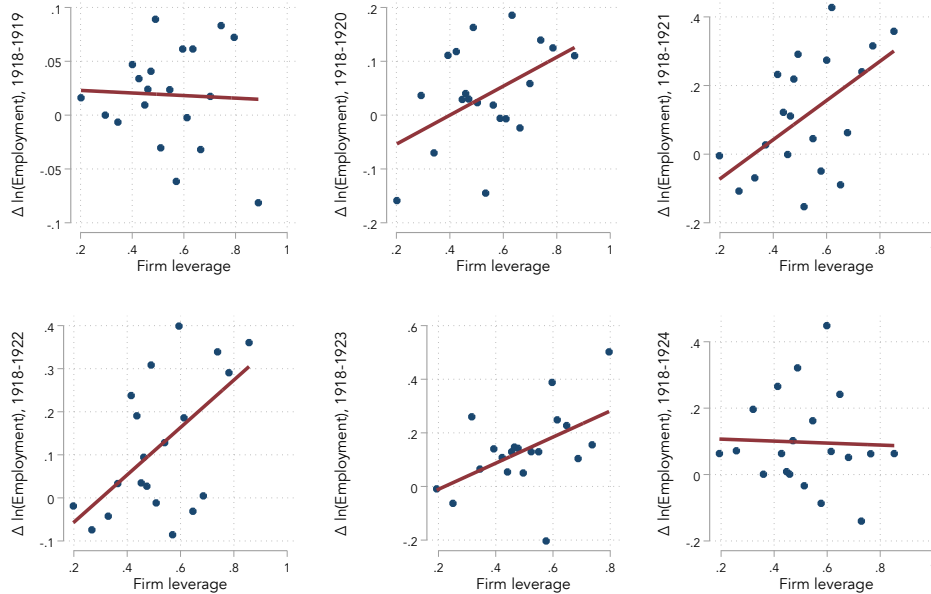 Δ ln(Employment), 1918-1919
.1
.05
0
-.05
-.1
.2 .4 .6 .8 1
Firm leverage
Δ ln(Employment), 1918-1920
.2
.1
0
-.1
-.2
.2 .4 .6 .8 1
Firm leverage
Δ ln(Employment), 1918-1921
.4
.2
0
-.2
.2 .4 .6 .8
Firm leverage
Δ ln(Employment), 1918-1922
.4
.3
.2
.1
0
-.1
.2 .4 .6 .8 1
Firm leverage
Δ ln(Employment), 1918-1923
.6
.4
.2
0
-.2
.2 .4 .6 .8
Firm leverage
Δ ln(Employment), 1918-1924
.4
.2
0
-.2
.2 .4 .6 .8
Firm leverage